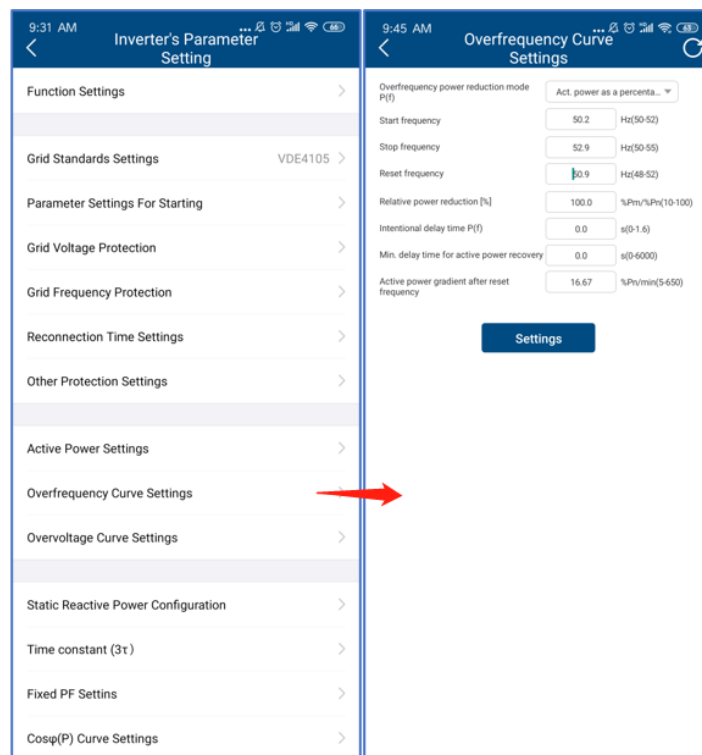 9:31 AM
66
Inverter's Parameter
Setting
Function Settings
Grid Standards Settings VDE4105
Parameter Settings For Starting
Grid Voltage Protection
Grid Frequency Protection
Reconnection Time Settings
Other Protection Settings
Active Power Settings
Overfrequency Curve Settings
Overvoltage Curve Settings
Static Reactive Power Configuration
Time constant (3τ)
Fixed PF Settins
Cosφ(P) Curve Settings
9:45 AM
Overfrequency Curve
Settings
Overfrequency power reduction mode
P(f)
Act. power as a percenta...
Start frequency 50.2 Hz(50-52)
Stop frequency 52.9 Hz(50-55)
Reset frequency 50.9 Hz(48-52)
Relative power reduction [%] 100.0 %Pm/%Pn(10-100)
Intentional delay time P(f) 0.0 s(0-1.6)
Min. delay time for active power recovery 0.0 s(0-6000)
Active power gradient after reset
frequency
16.67 %Pn/min(5-650)
Settings